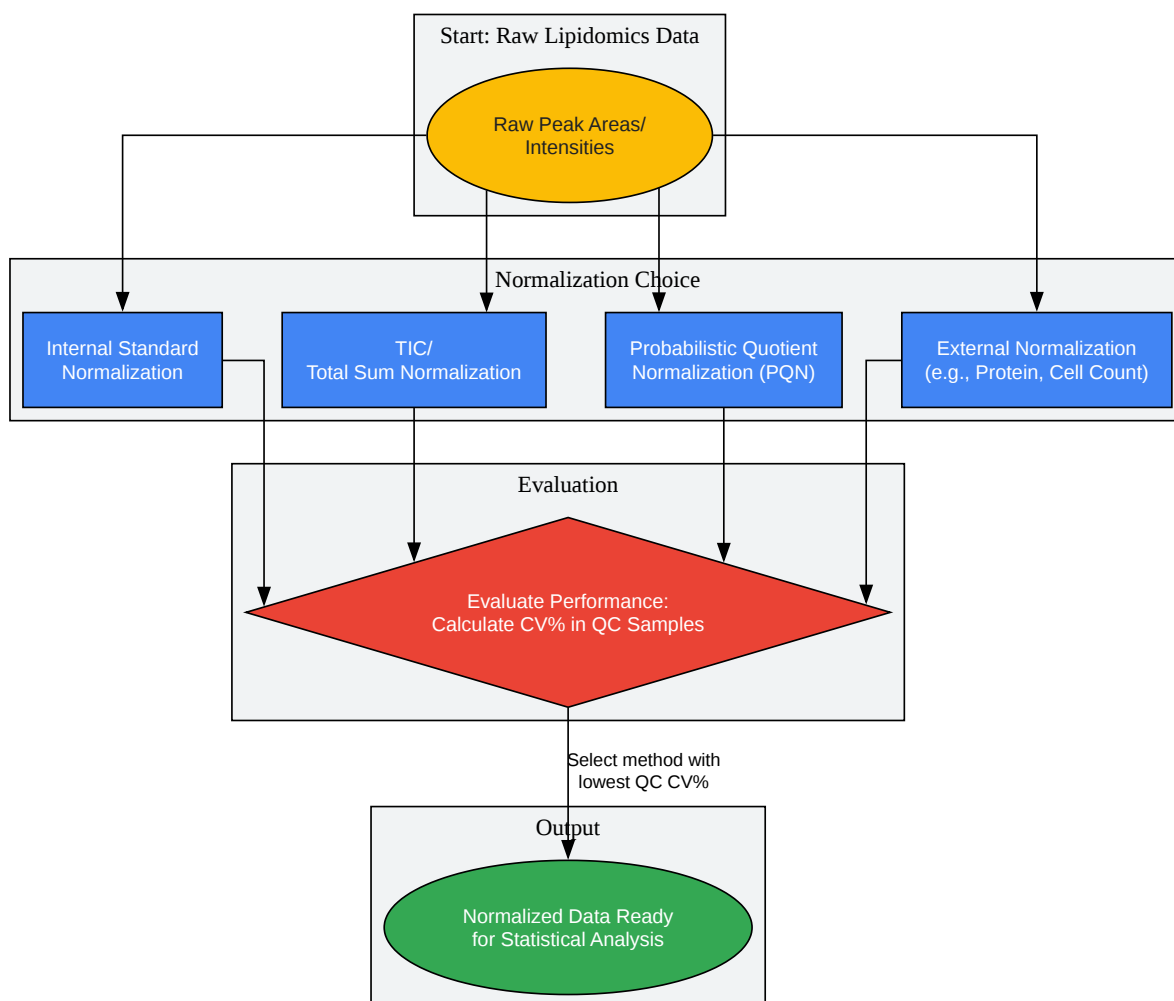 Start: Raw Lipidomics Data
Raw Peak Areas/
Intensities
Normalization Choice
Internal Standard
Normalization
TIC/
Total Sum Normalization
Probabilistic Quotient
Normalization (PQN)
External Normalization
(e.g., Protein, Cell Count)
Evaluation
Evaluate Performance:
Calculate CV% in QC Samples
Select method with
lowest QC CV%
Output
Normalized Data Ready
for Statistical Analysis